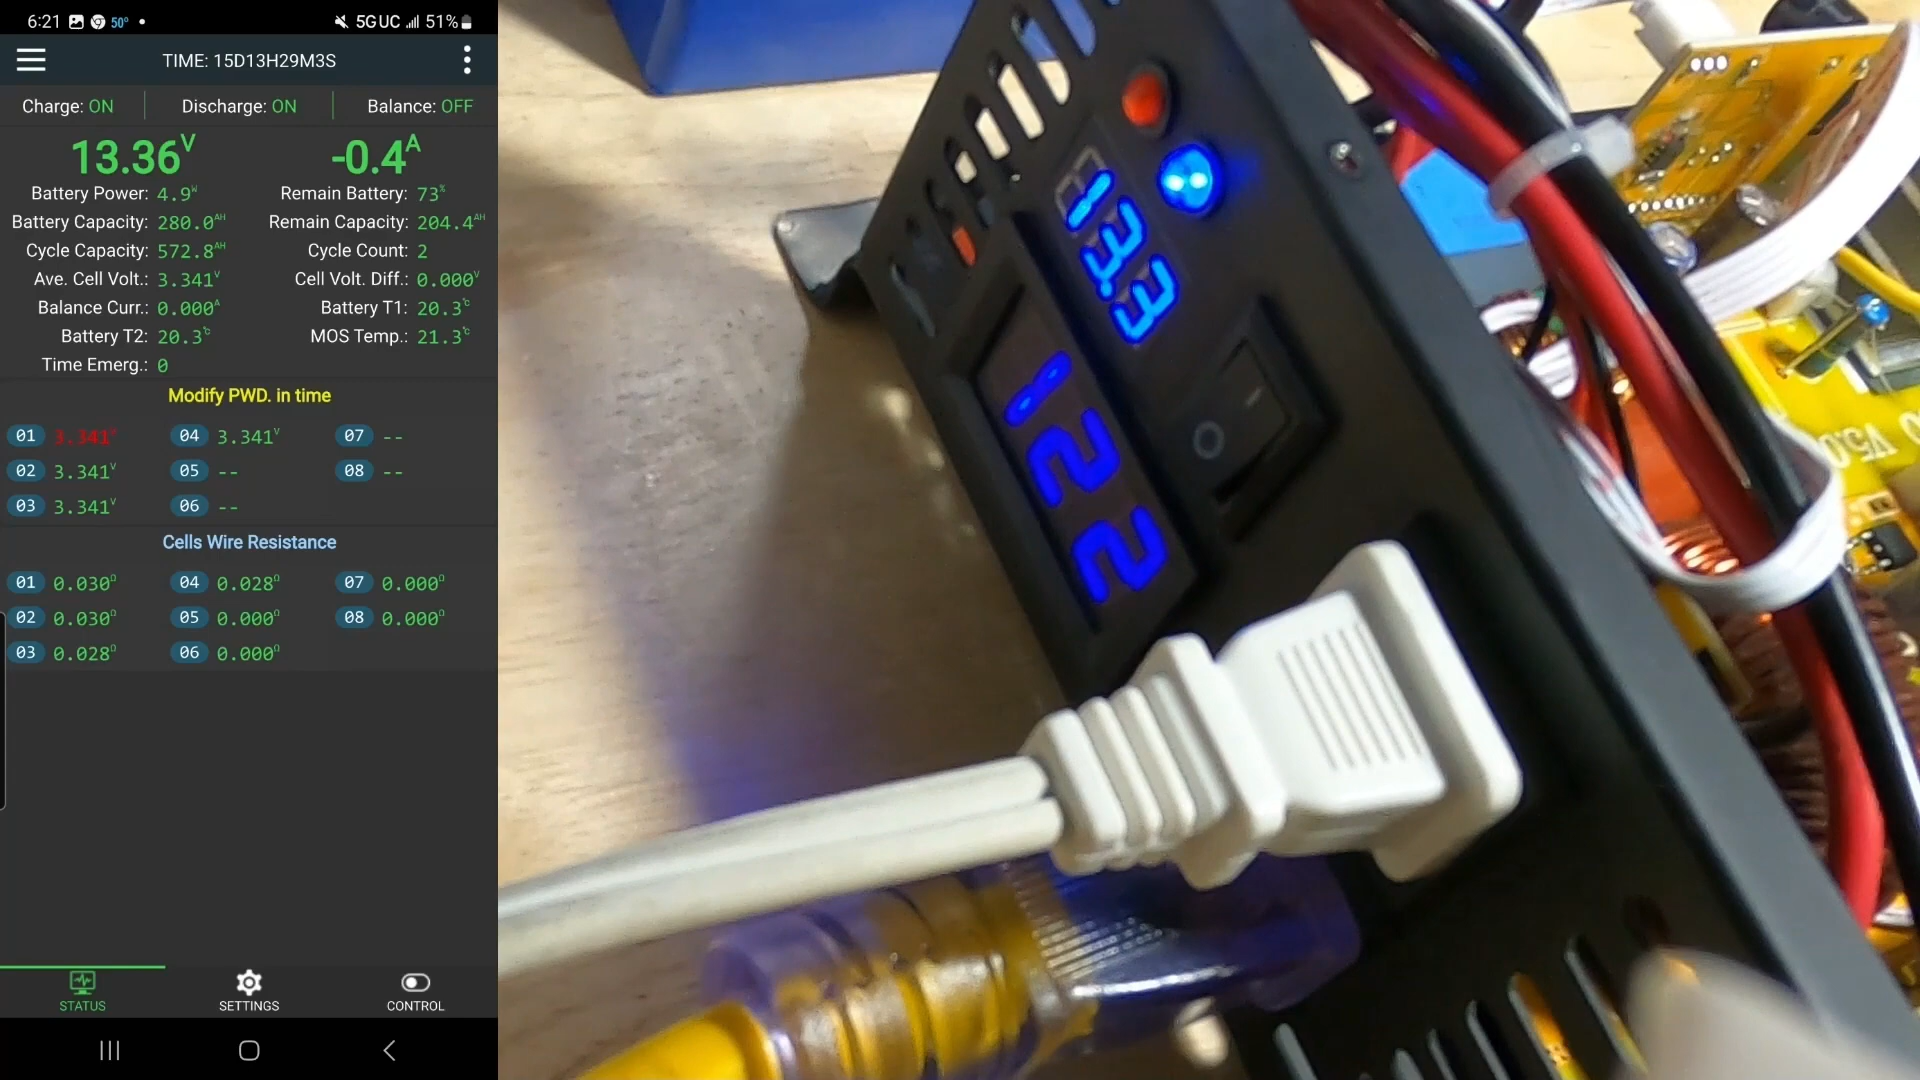 6:21 50° 5G UC 51%
TIME: 15D13H29M3S
Charge: ON Discharge: ON Balance: OFF
13.36V -0.4A
Battery Power: 4.9W Remain Battery: 73%
Battery Capacity: 280.0AH Remain Capacity: 204.4AH
Cycle Capacity: 572.8AH Cycle Count: 2
Ave. Cell Volt.: 3.341V Cell Volt. Diff.: 0.000V
Balance Curr.: 0.000A Battery T1: 20.3℃
Battery T2: 20.3℃ MOS Temp.: 21.3℃
Time Emerg.: 0
Modify PWD. in time
01 3.341V 04 3.341V 07 --
02 3.341V 05 -- 08 --
03 3.341V 06 --
Cells Wire Resistance
01 0.030Ω 04 0.028Ω 07 0.000Ω
02 0.030Ω 05 0.000Ω 08 0.000Ω
03 0.028Ω 06 0.000Ω
STATUS SETTINGS CONTROL
13.3
122
V5.0